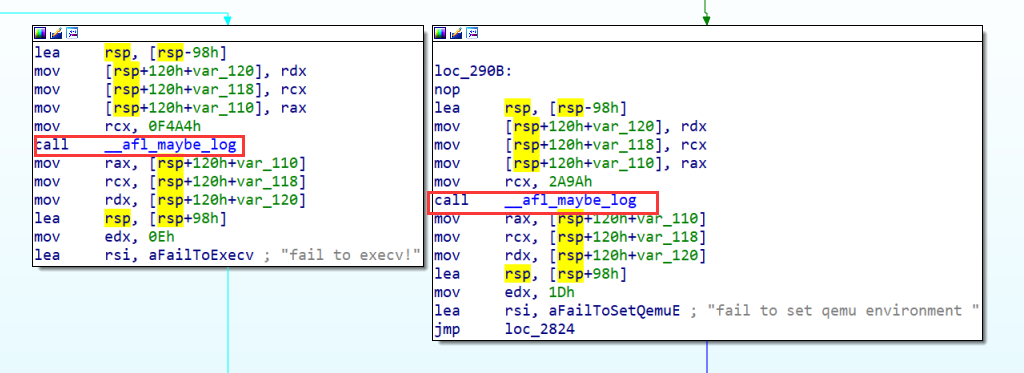 lea rsp, [rsp-98h]
mov [rsp+120h+var_120], rdx
mov [rsp+120h+var_118], rcx
mov [rsp+120h+var_110], rax
mov rcx, 0F4A4h
call __afl_maybe_log
mov rax, [rsp+120h+var_110]
mov rcx, [rsp+120h+var_118]
mov rdx, [rsp+120h+var_120]
lea rsp, [rsp+98h]
mov edx, 0Eh
lea rsi, aFailToExecv ; "fail to execv!"
loc_290B:
nop
lea rsp, [rsp-98h]
mov [rsp+120h+var_120], rdx
mov [rsp+120h+var_118], rcx
mov [rsp+120h+var_110], rax
mov rcx, 2A9Ah
call __afl_maybe_log
mov rax, [rsp+120h+var_110]
mov rcx, [rsp+120h+var_118]
mov rdx, [rsp+120h+var_120]
lea rsp, [rsp+98h]
mov edx, 1Dh
lea rsi, aFailToSetQemuE ; "fail to set qemu environment "
jmp loc_2824